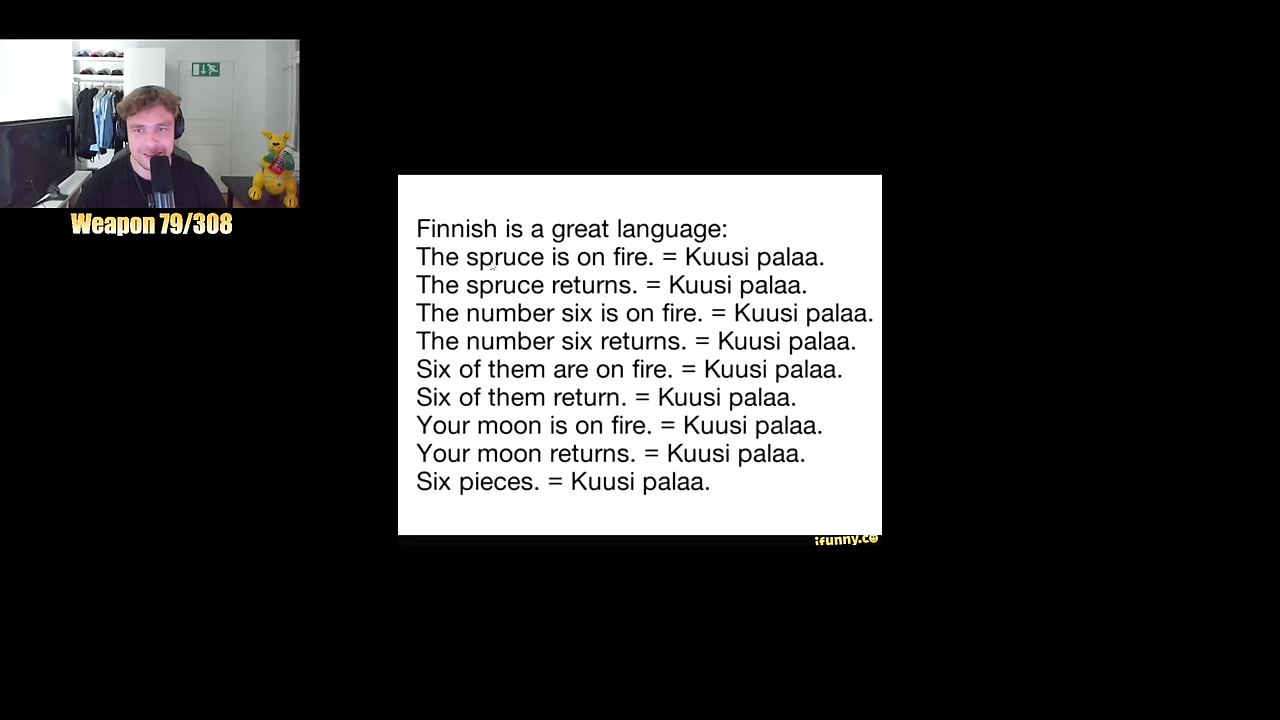 Weapon 79/308
Finnish is a great language:
The spruce is on fire. = Kuusi palaa.
The spruce returns. = Kuusi palaa.
The number six is on fire. = Kuusi palaa.
The number six returns. = Kuusi palaa.
Six of them are on fire. = Kuusi palaa.
Six of them return. = Kuusi palaa.
Your moon is on fire. = Kuusi palaa.
Your moon returns. = Kuusi palaa.
Six pieces. = Kuusi palaa.
ifunny.co